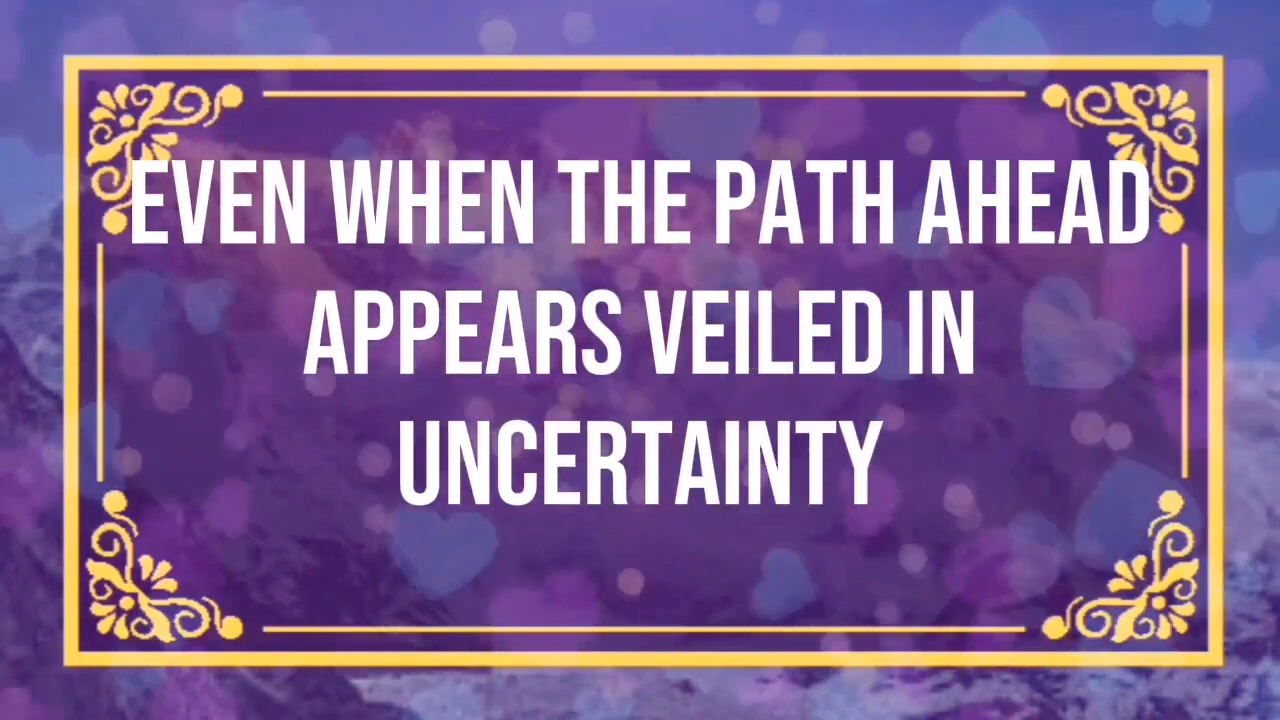 EVEN WHEN THE PATH AHEAD
APPEARS VEILED IN
UNCERTAINTY